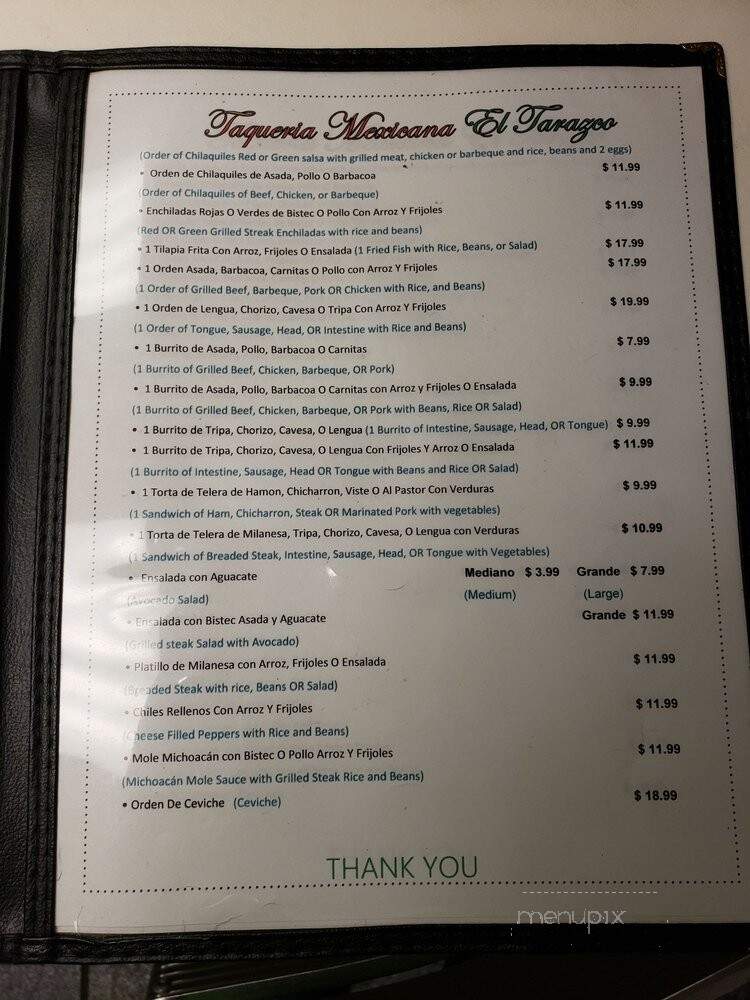 Taqueria Mexicana El Tarazco
(Order of Chilaquiles Red or Green salsa with grilled meat, chicken or barbeque and rice, beans and 2 eggs)
• Orden de Chilaquiles de Asada, Pollo O Barbacoa $ 11.99
(Order of Chilaquiles of Beef, Chicken, or Barbeque)
• Enchiladas Rojas O Verdes de Bistec O Pollo Con Arroz Y Frijoles $ 11.99
(Red OR Green Grilled Streak Enchiladas with rice and beans)
• 1 Tilapia Frita Con Arroz, Frijoles O Ensalada (1 Fried Fish with Rice, Beans, or Salad) $ 17.99
• 1 Orden Asada, Barbacoa, Carnitas O Pollo con Arroz Y Frijoles $ 17.99
(1 Order of Grilled Beef, Barbeque, Pork OR Chicken with Rice, and Beans)
• 1 Orden de Lengua, Chorizo, Cavesa O Tripa Con Arroz Y Frijoles $ 19.99
(1 Order of Tongue, Sausage, Head, OR Intestine with Rice and Beans)
• 1 Burrito de Asada, Pollo, Barbacoa O Carnitas $ 7.99
(1 Burrito of Grilled Beef, Chicken, Barbeque, OR Pork)
• 1 Burrito de Asada, Pollo, Barbacoa O Carnitas con Arroz y Frijoles O Ensalada $ 9.99
(1 Burrito of Grilled Beef, Chicken, Barbeque, OR Pork with Beans, Rice OR Salad)
• 1 Burrito de Tripa, Chorizo, Cavesa, O Lengua (1 Burrito of Intestine, Sausage, Head, OR Tongue) $ 9.99
• 1 Burrito de Tripa, Chorizo, Cavesa, O Lengua Con Frijoles Y Arroz O Ensalada $ 11.99
(1 Burrito of Intestine, Sausage, Head OR Tongue with Beans and Rice OR Salad)
• 1 Torta de Telera de Hamon, Chicharron, Viste O Al Pastor Con Verduras $ 9.99
(1 Sandwich of Ham, Chicharron, Steak OR Marinated Pork with vegetables)
• 1 Torta de Telera de Milanesa, Tripa, Chorizo, Cavesa, O Lengua con Verduras $ 10.99
(1 Sandwich of Breaded Steak, Intestine, Sausage, Head, OR Tongue with Vegetables)
• Ensalada con Aguacate Mediano $ 3.99 Grande $ 7.99
(Avocado Salad) (Medium) (Large)
• Ensalada con Bistec Asada y Aguacate Grande $ 11.99
(Grilled steak Salad with Avocado)
• Platillo de Milanesa con Arroz, Frijoles O Ensalada $ 11.99
(Breaded Steak with rice, Beans OR Salad)
• Chiles Rellenos Con Arroz Y Frijoles $ 11.99
(Cheese Filled Peppers with Rice and Beans)
• Mole Michoacán con Bistec O Pollo Arroz Y Frijoles $ 11.99
(Michoacán Mole Sauce with Grilled Steak Rice and Beans)
• Orden De Ceviche (Ceviche) $ 18.99
THANK YOU
menupix